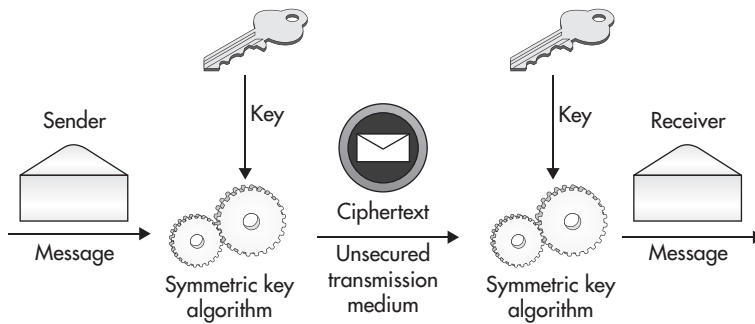 Key
Key
Sender
Receiver
Ciphertext
Message
Unsecured
transmission
medium
Message
Symmetric key
algorithm
Symmetric key
algorithm